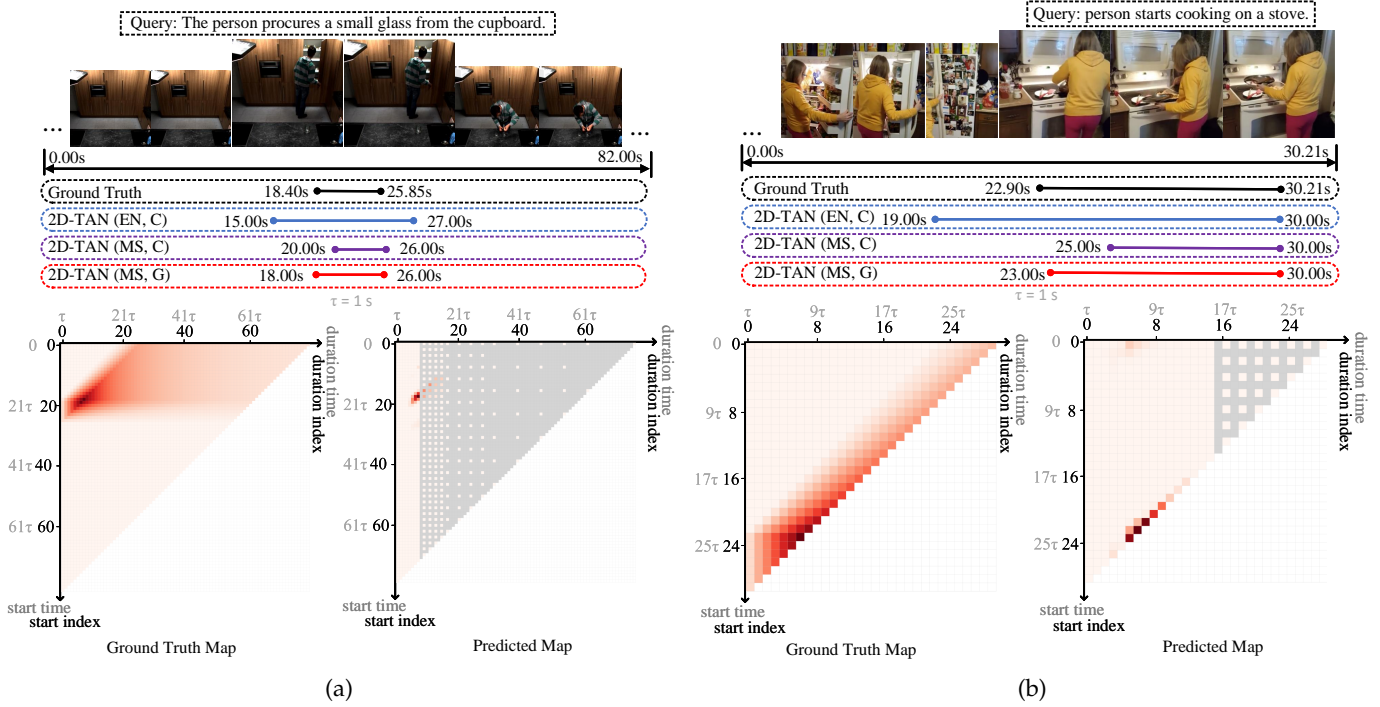 Query: The person procures a small glass from the cupboard.
...
...
0.00s 82.00s
Ground Truth 18.40s 25.85s
2D-TAN (EN, C) 15.00s 27.00s
2D-TAN (MS, C) 20.00s 26.00s
2D-TAN (MS, G) 18.00s 26.00s
τ 21τ 41τ 61τ
0 20 40 60
0 0
21τ 20
41τ 40
61τ 60
duration time
duration index
start time
start index
Ground Truth Map
τ 21τ 41τ 61τ
0 20 40 60
0 0
21τ 20
41τ 40
61τ 60
duration time
duration index
start time
start index
Predicted Map
(a)
Query: person starts cooking on a stove.
...
0.00s 30.21s
Ground Truth 22.90s 30.21s
2D-TAN (EN, C) 19.00s 30.00s
2D-TAN (MS, C) 25.00s 30.00s
2D-TAN (MS, G) 23.00s 30.00s
τ = 1 s
τ = 1 s
τ 9τ 17τ 25τ
0 8 16 24
0 0
9τ 8
17τ 16
25τ 24
duration time
duration index
start time
start index
Ground Truth Map
τ 9τ 17τ 25τ
0 8 16 24
0 0
9τ 8
17τ 16
25τ 24
duration time
duration index
start time
start index
Predicted Map
(b)